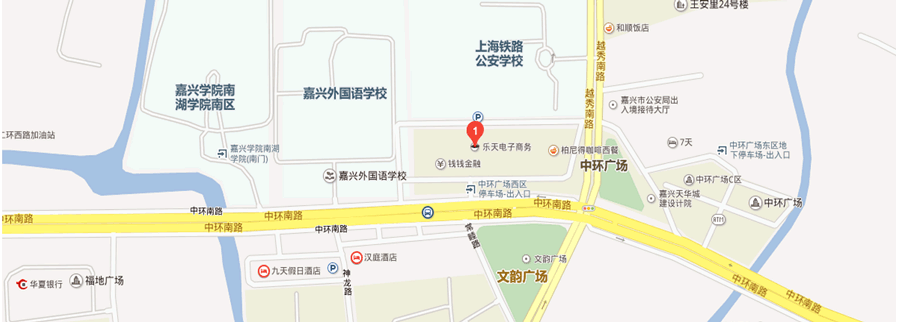 王安里24号楼
和顺饭店
越秀南路
上海铁路
公安学校
嘉兴学院南
湖学院南区
嘉兴外国语学校
越秀南路
嘉兴市公安局出
入境接待大厅
二环西路加油站
1
乐天电子商务
柏尼得咖啡西餐
7天
中环广场东区地
下停车场-出入口
嘉兴学院南湖
学院(南门)
钱钱金融
中环广场
嘉兴外国语学校
中环广场西区
停车场-出入口
中环广场C区
嘉兴天华城
建设计院
中环广场
中环南路
中环南路
中环南路
中环南路
中环南路
中环南路
中环南路
常睦路
文韵广场
汉庭酒店
九天假日酒店
神龙路
文韵广场
中环南路
中环南路
华夏银行
福地广场